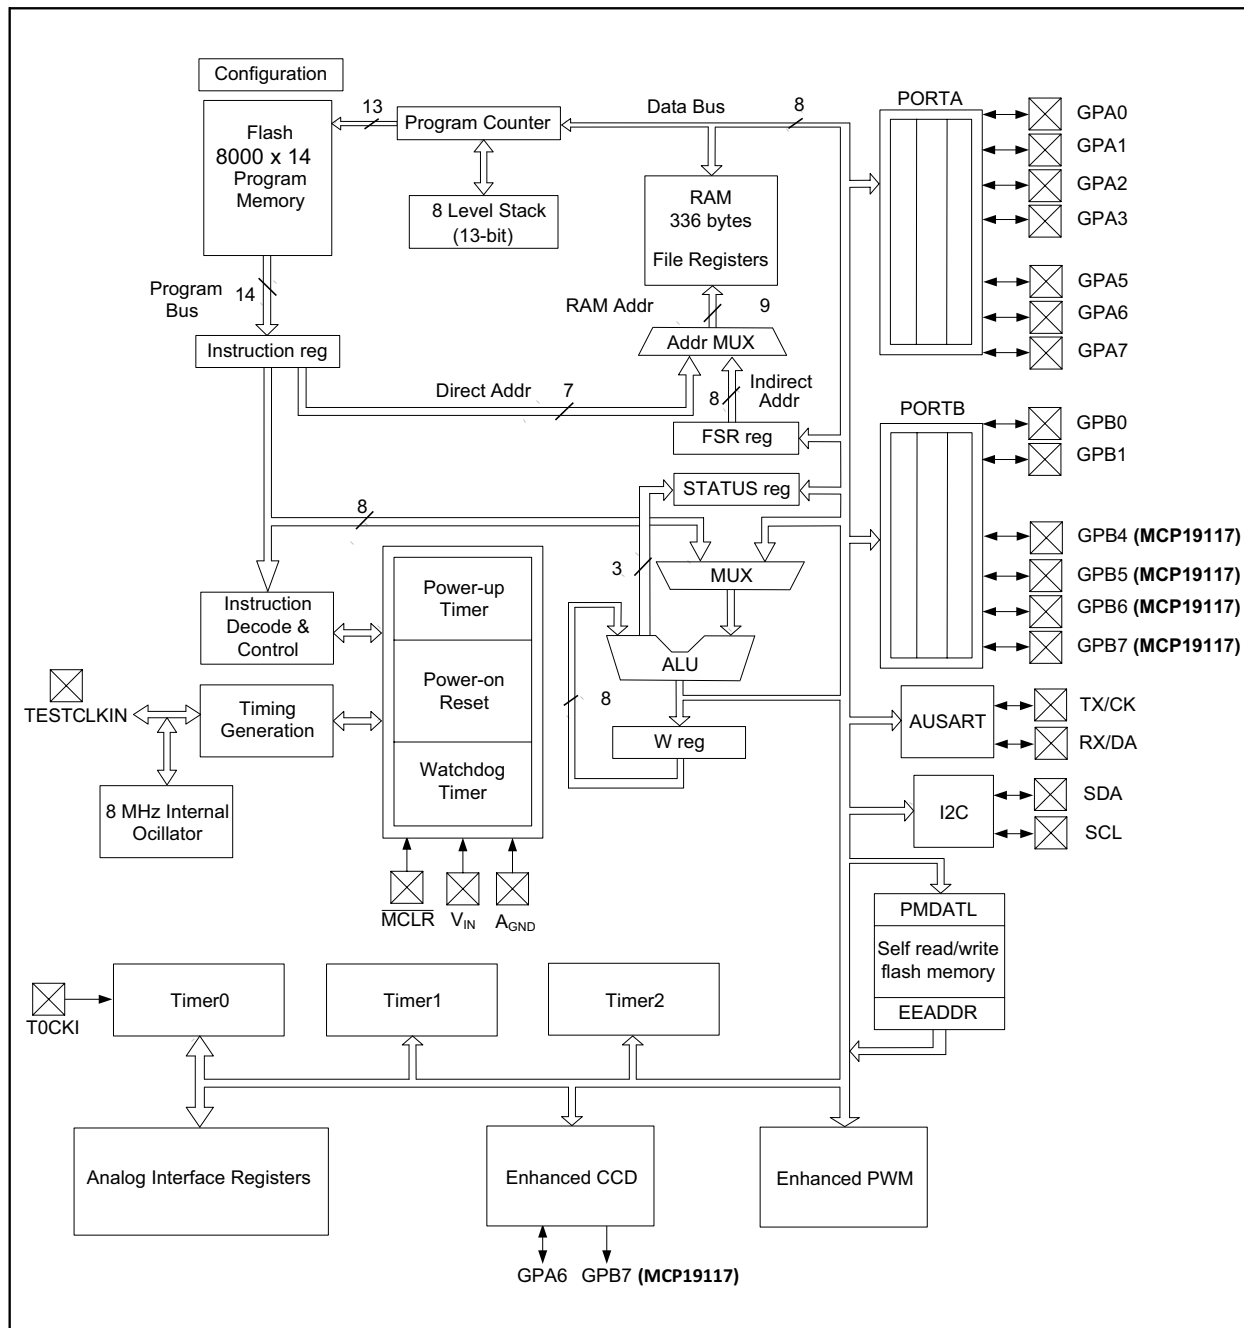 Configuration
Flash
8000 x 14
Program
Memory
13
Program Counter
8 Level Stack
(13-bit)
Data Bus
8
RAM
336 bytes
File Registers
RAM Addr
9
Addr MUX
Program
Bus
14
Instruction reg
Direct Addr
7
8
Indirect
Addr
FSR reg
STATUS reg
8
3
MUX
ALU
8
W reg
Instruction
Decode &
Control
Power-up
Timer
Power-on
Reset
Watchdog
Timer
TESTCLKIN
Timing
Generation
8 MHz Internal
Ocillator
MCLR
VIN
AGND
PORTA
GPA0
GPA1
GPA2
GPA3
GPA5
GPA6
GPA7
PORTB
GPB0
GPB1
GPB4 (MCP19117)
GPB5 (MCP19117)
GPB6 (MCP19117)
GPB7 (MCP19117)
AUSART
TX/CK
RX/DA
I2C
SDA
SCL
PMDATL
Self read/write
flash memory
EEADDR
T0CKI
Timer0
Timer1
Timer2
Analog Interface Registers
Enhanced CCD
Enhanced PWM
GPA6
GPB7 (MCP19117)